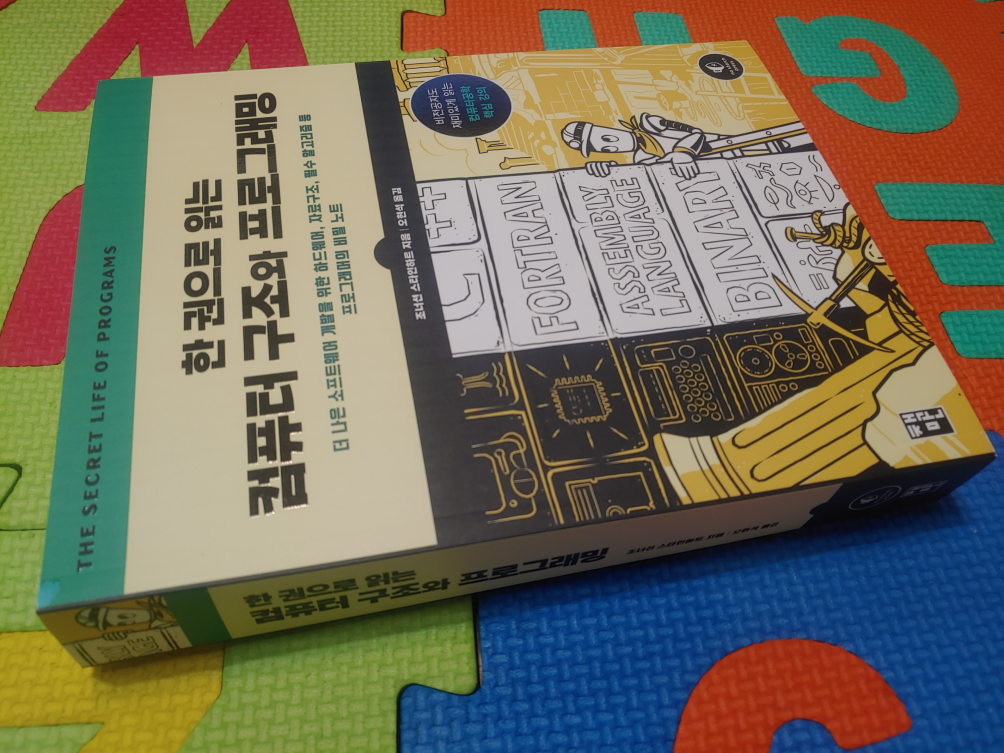 THE SECRET LIFE OF PROGRAMS
한 권으로 읽는
컴퓨터 구조와 프로그래밍
더 나은 소프트웨어 개발을 위한 하드웨어, 자료구조, 필수 알고리즘 등
프로그래머의 비밀 노트
조너선 스타인하트 지음 | 오현석 옮김
비전공자도
재미있게 읽는
컴퓨터공학
핵심 강의
C++
FORTRAN
ASSEMBLY
LANGUAGE
BINARY
책만
한 권으로 읽는
컴퓨터 구조와
프로그래밍